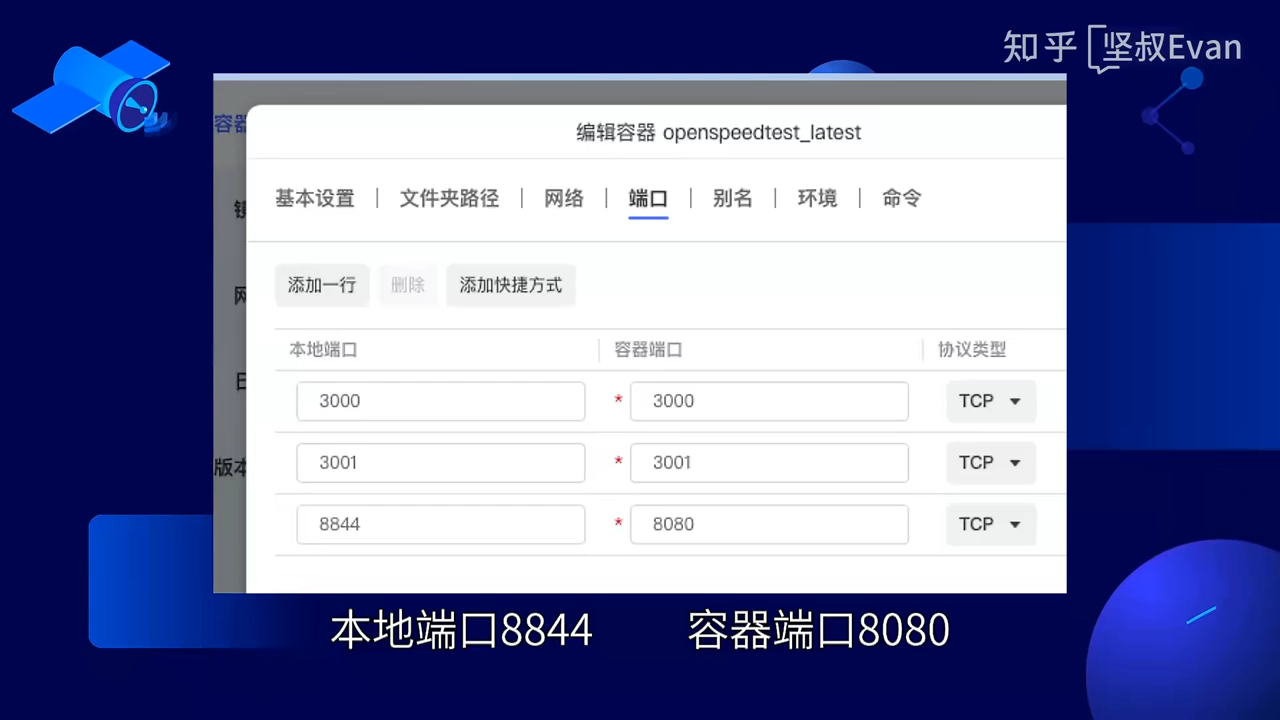 知乎 坚叔Evan
容器
编辑容器 openspeedtest_latest
基本设置 文件夹路径 网络 端口 别名 环境 命令
添加一行 删除 添加快捷方式
本地端口 容器端口 协议类型
3000 * 3000 TCP
3001 * 3001 TCP
8844 * 8080 TCP
版本
本地端口8844 容器端口8080